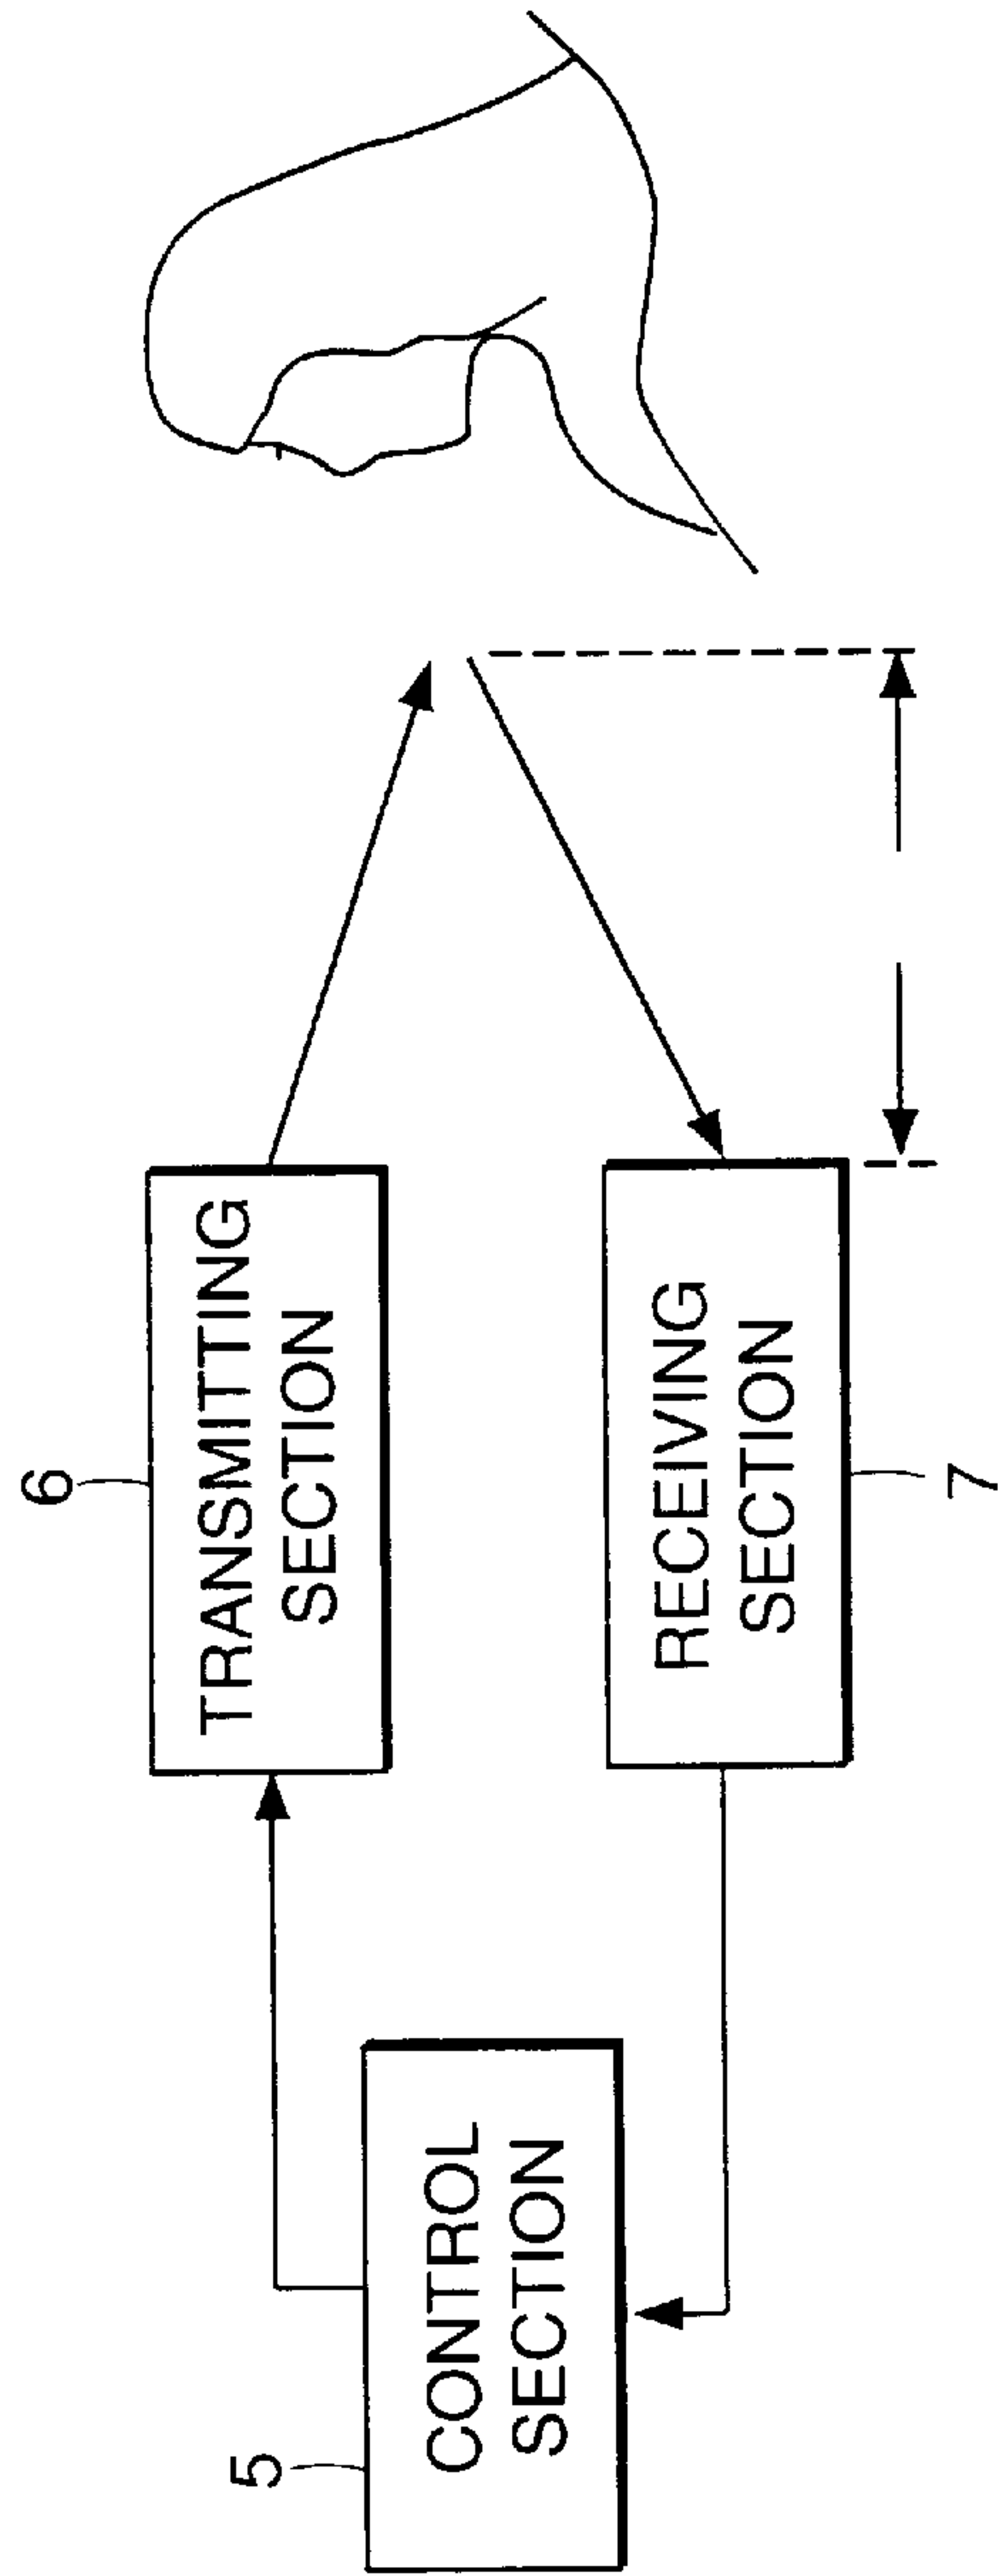 6
TRANSMITTING
SECTION
5
CONTROL
SECTION
RECEIVING
SECTION
7